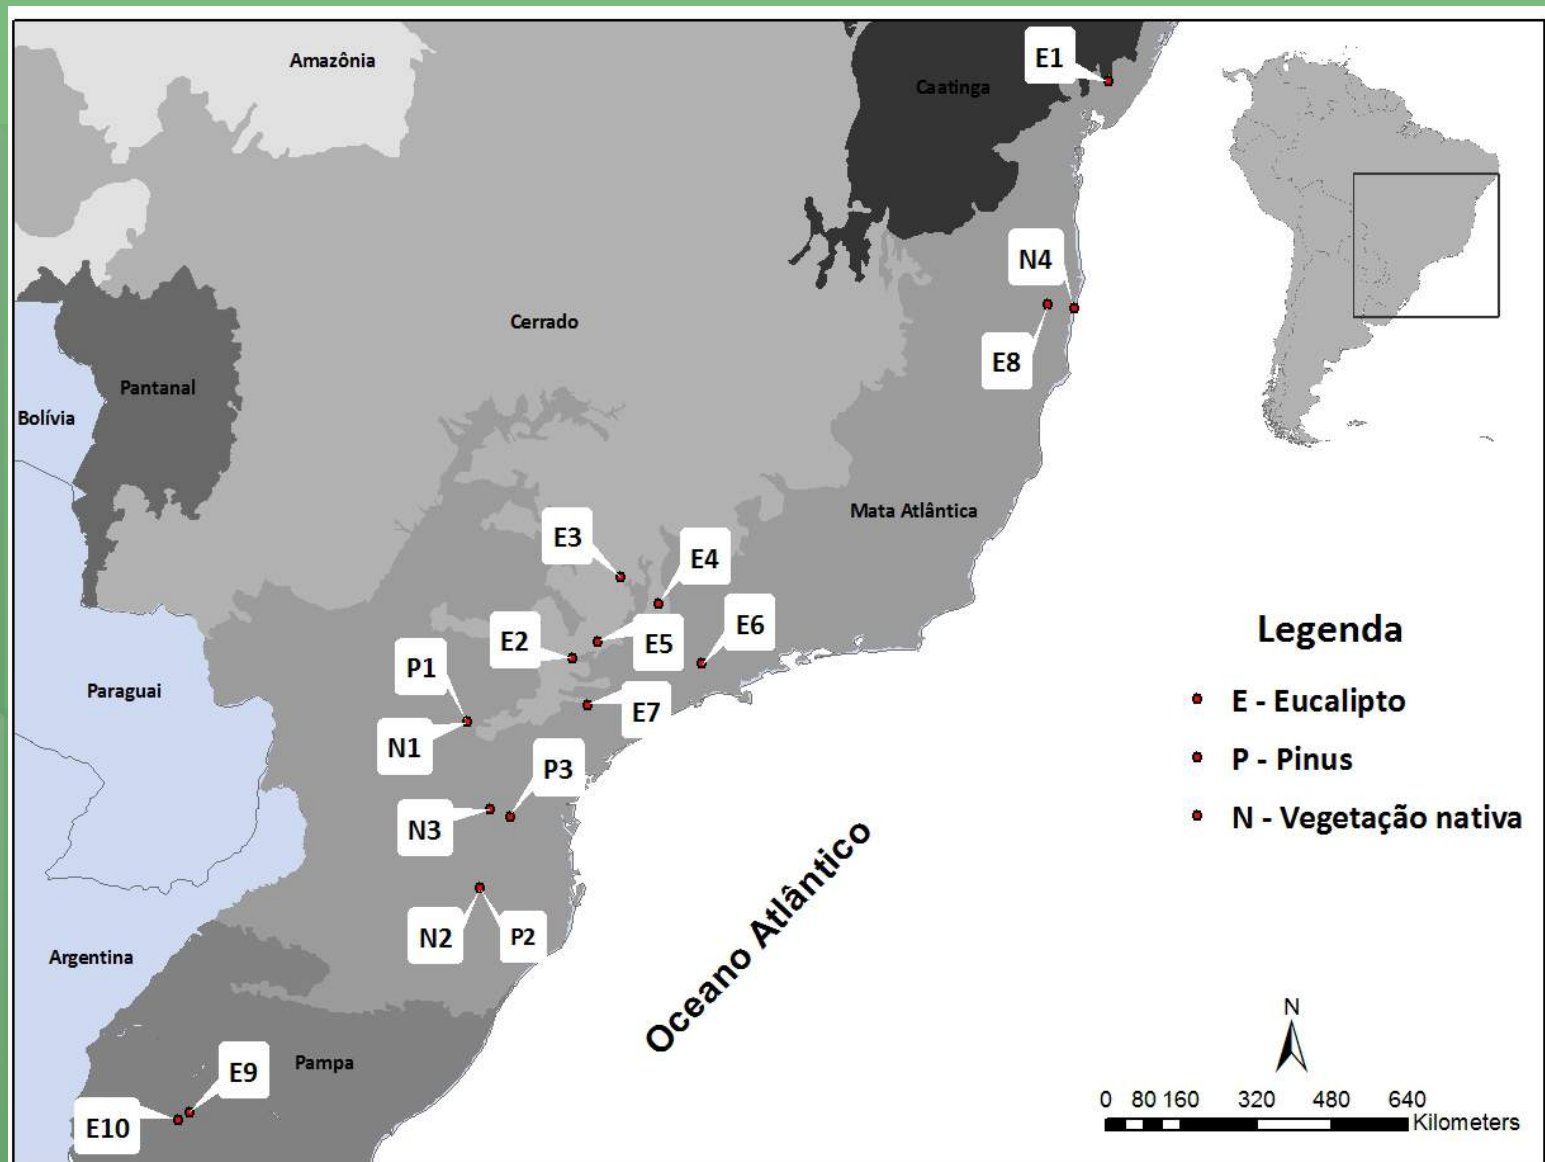 Amazônia
E1
Caatinga
N4
Cerrado
E8
Pantanal
Bolívia
Mata Atlântica
E3
E4
E2
E5
E6
P1
Paraguai
E7
N1
P3
N3
N2
P2
Argentina
Oceano Atlântico
Pampa
E9
E10
Legenda
E - Eucalipto
P - Pinus
N - Vegetação nativa
N
0 80 160 320 480 640
Kilometers